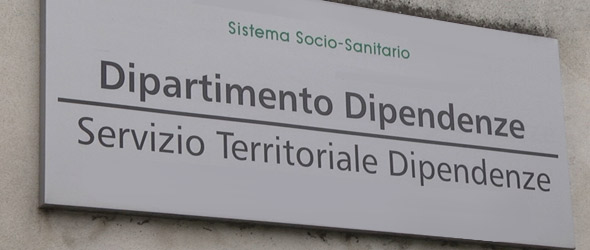 Sistema Socio-Sanitario
Dipartimento Dipendenze
Servizio Territoriale Dipendenze